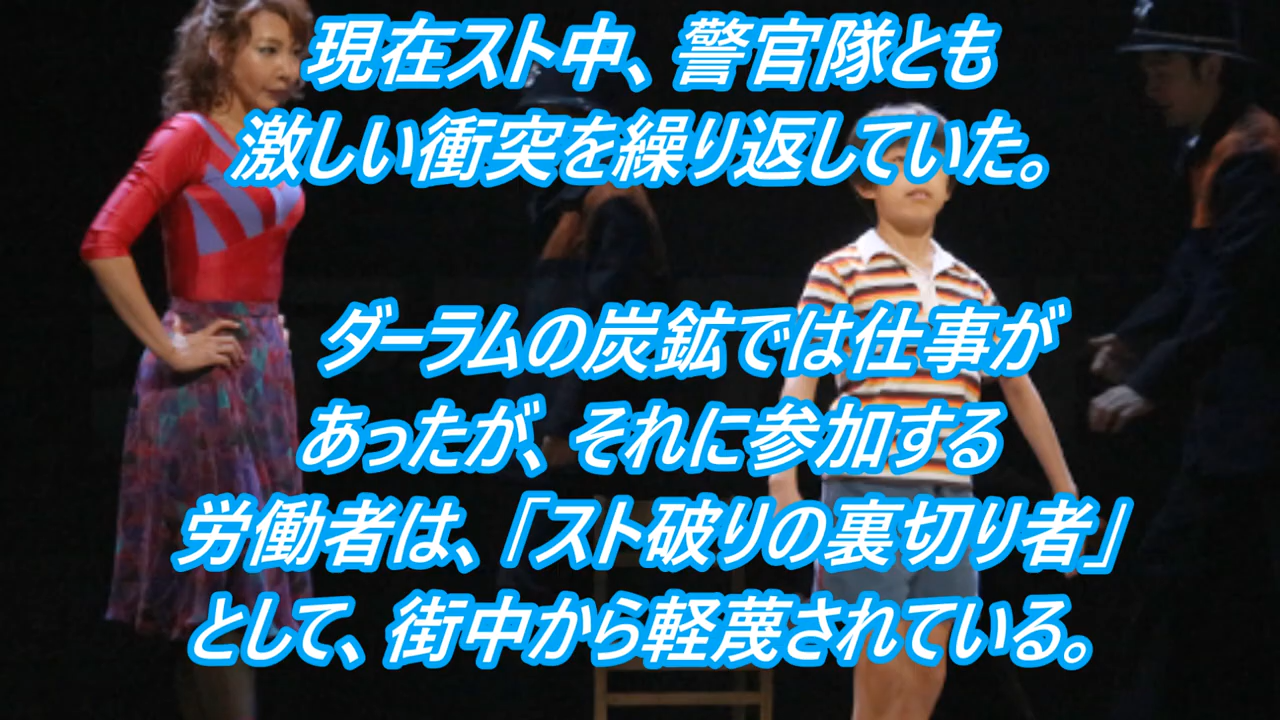 現在スト中、警官隊とも
激しい衝突を繰り返していた。
ダーラムの炭鉱では仕事が
あったが、それに参加する
労働者は、「スト破りの裏切り者」
として、街中から軽蔑されている。